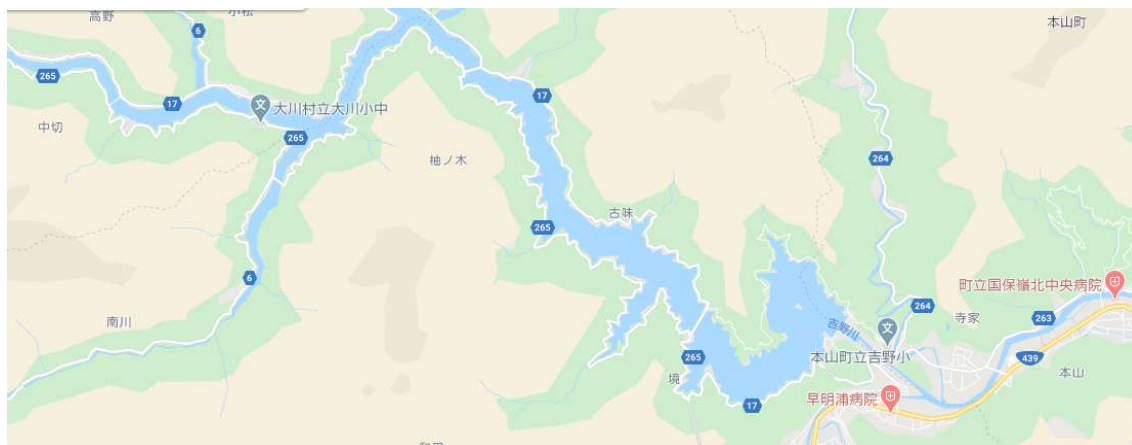 高野
小松
本山町
6
265
17
大川村立大川小中
中切
265
17
柚ノ木
264
古味
265
6
町立国保嶺北中央病院
南川
264
寺家
263
吉野川
本山町立吉野小
439
265
境
本山
早明浦病院
17